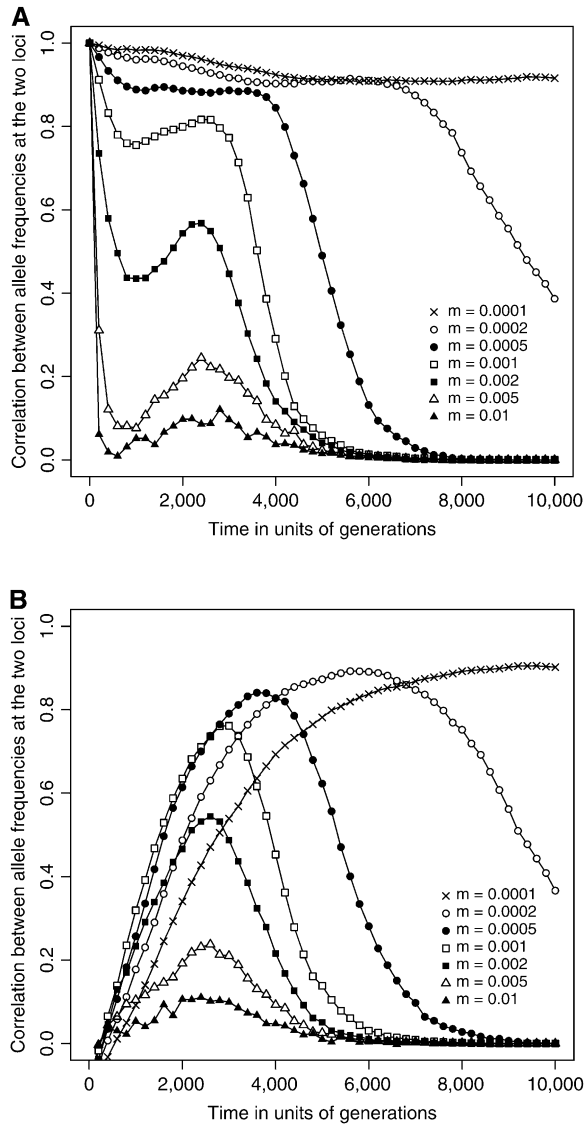 A
Correlation between allele frequencies at the two loci
1.0
0.8
0.6
0.4
0.2
0.0
m = 0.0001
m = 0.0002
m = 0.0005
m = 0.001
m = 0.002
m = 0.005
m = 0.01
0 2,000 4,000 6,000 8,000 10,000
Time in units of generations
B
Correlation between allele frequencies at the two loci
1.0
0.8
0.6
0.4
0.2
0.0
m = 0.0001
m = 0.0002
m = 0.0005
m = 0.001
m = 0.002
m = 0.005
m = 0.01
0 2,000 4,000 6,000 8,000 10,000
Time in units of generations